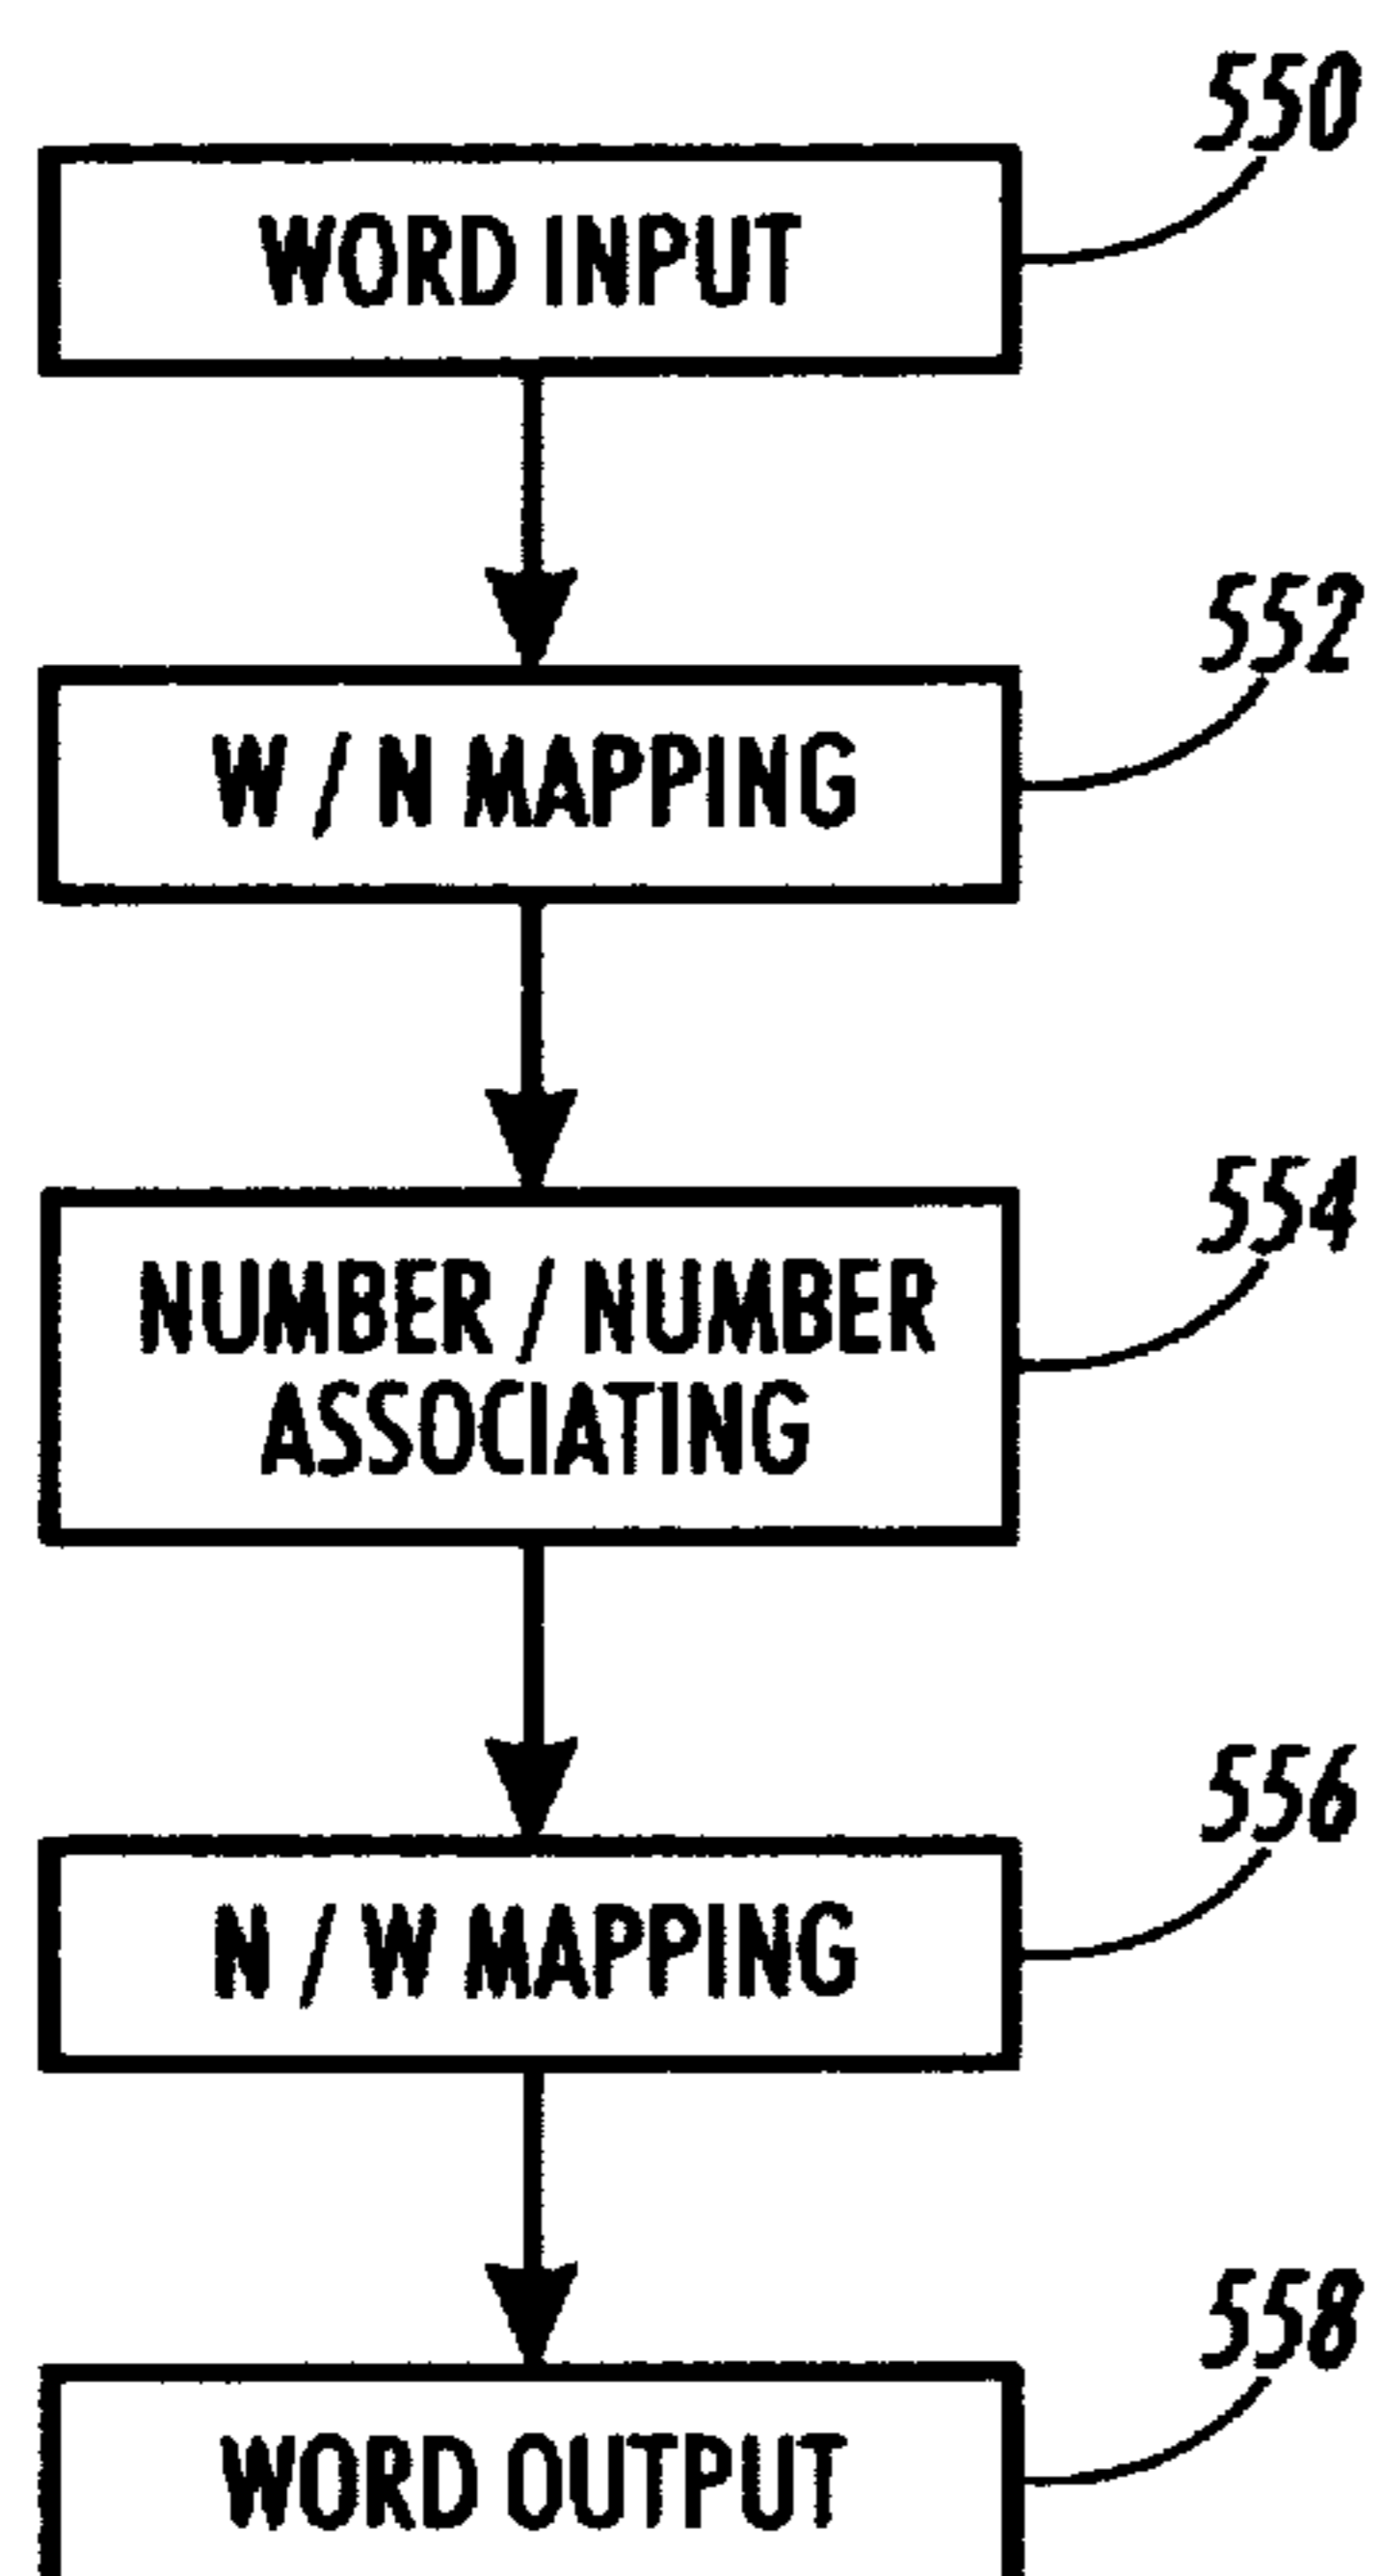 550
WORD INPUT
552
W / N MAPPING
554
NUMBER / NUMBER
ASSOCIATING
556
N / W MAPPING
558
WORD OUTPUT